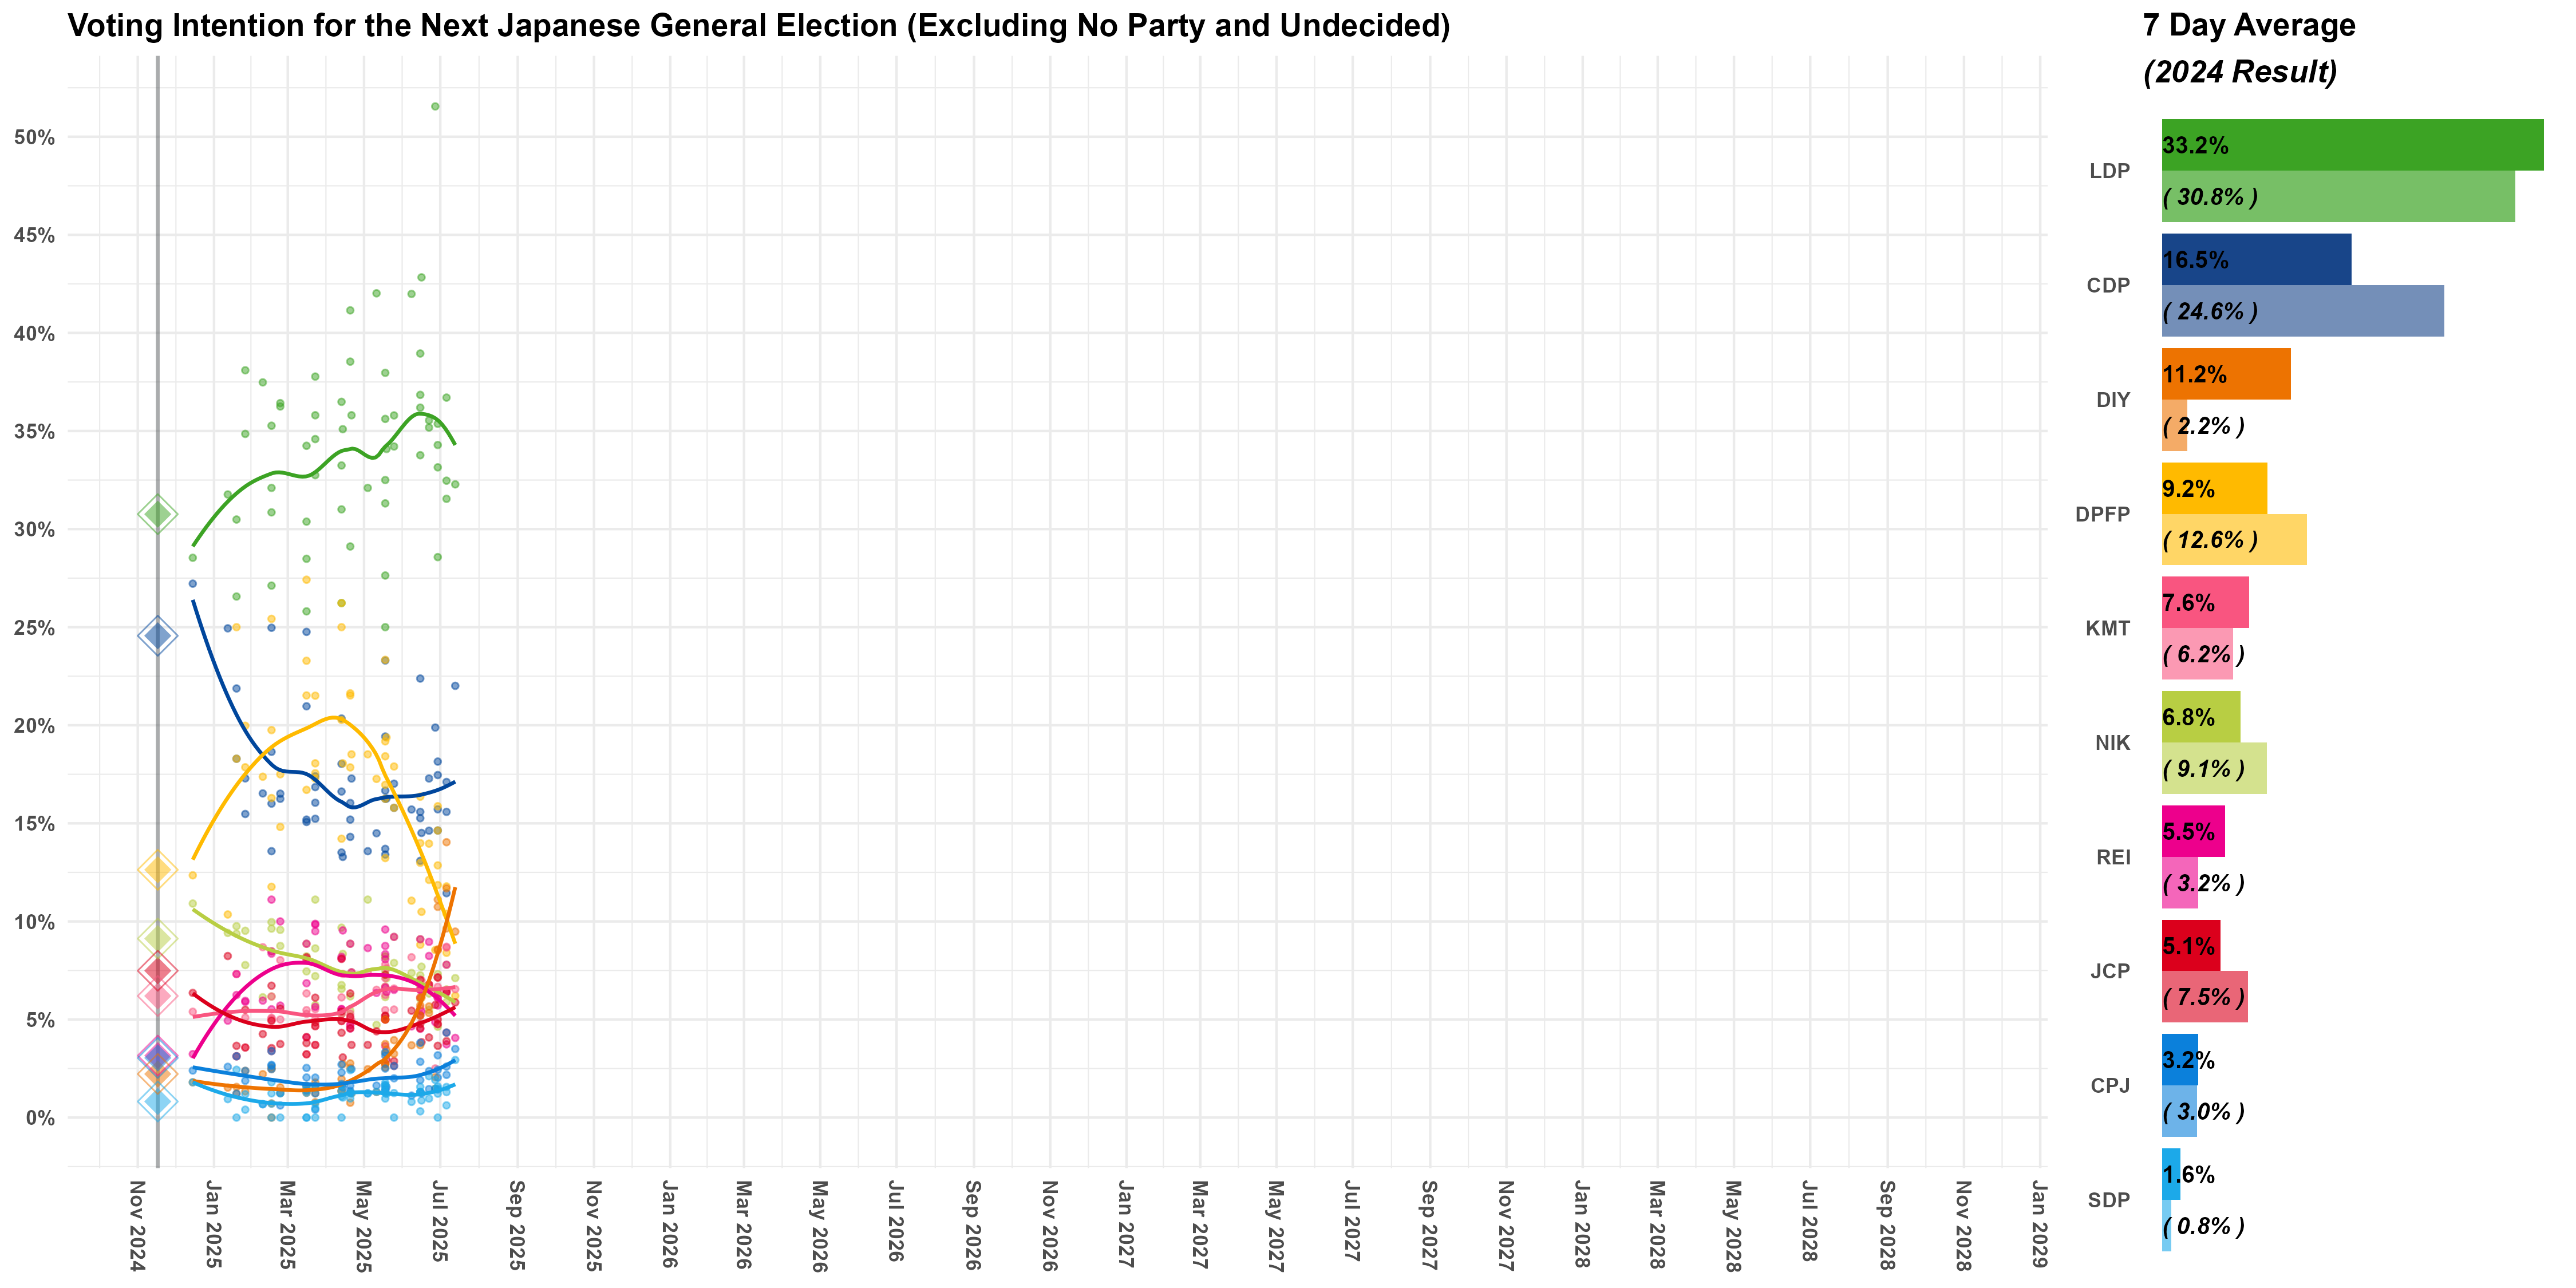 Voting Intention for the Next Japanese General Election (Excluding No Party and Undecided)
7 Day Average
(2024 Result)
50%
45%
40%
35%
30%
25%
20%
15%
10%
5%
0%
Nov 2024
Jan 2025
Mar 2025
May 2025
Jul 2025
Sep 2025
Nov 2025
Jan 2026
Mar 2026
May 2026
Jul 2026
Sep 2026
Nov 2026
Jan 2027
Mar 2027
May 2027
Jul 2027
Sep 2027
Nov 2027
Jan 2028
Mar 2028
May 2028
Jul 2028
Sep 2028
Nov 2028
Jan 2029
LDP
33.2%
( 30.8% )
CDP
16.5%
( 24.6% )
DIY
11.2%
( 2.2% )
DPFP
9.2%
( 12.6% )
KMT
7.6%
( 6.2% )
NIK
6.8%
( 9.1% )
REI
5.5%
( 3.2% )
JCP
5.1%
( 7.5% )
CPJ
3.2%
( 3.0% )
SDP
1.6%
( 0.8% )